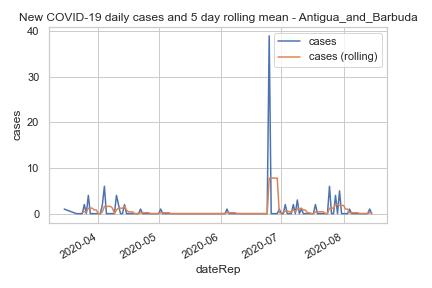 New COVID-19 daily cases and 5 day rolling mean - Antigua_and_Barbuda
cases
cases (rolling)
40
30
20
10
0
cases
2020-04
2020-05
2020-06
2020-07
2020-08
dateRep